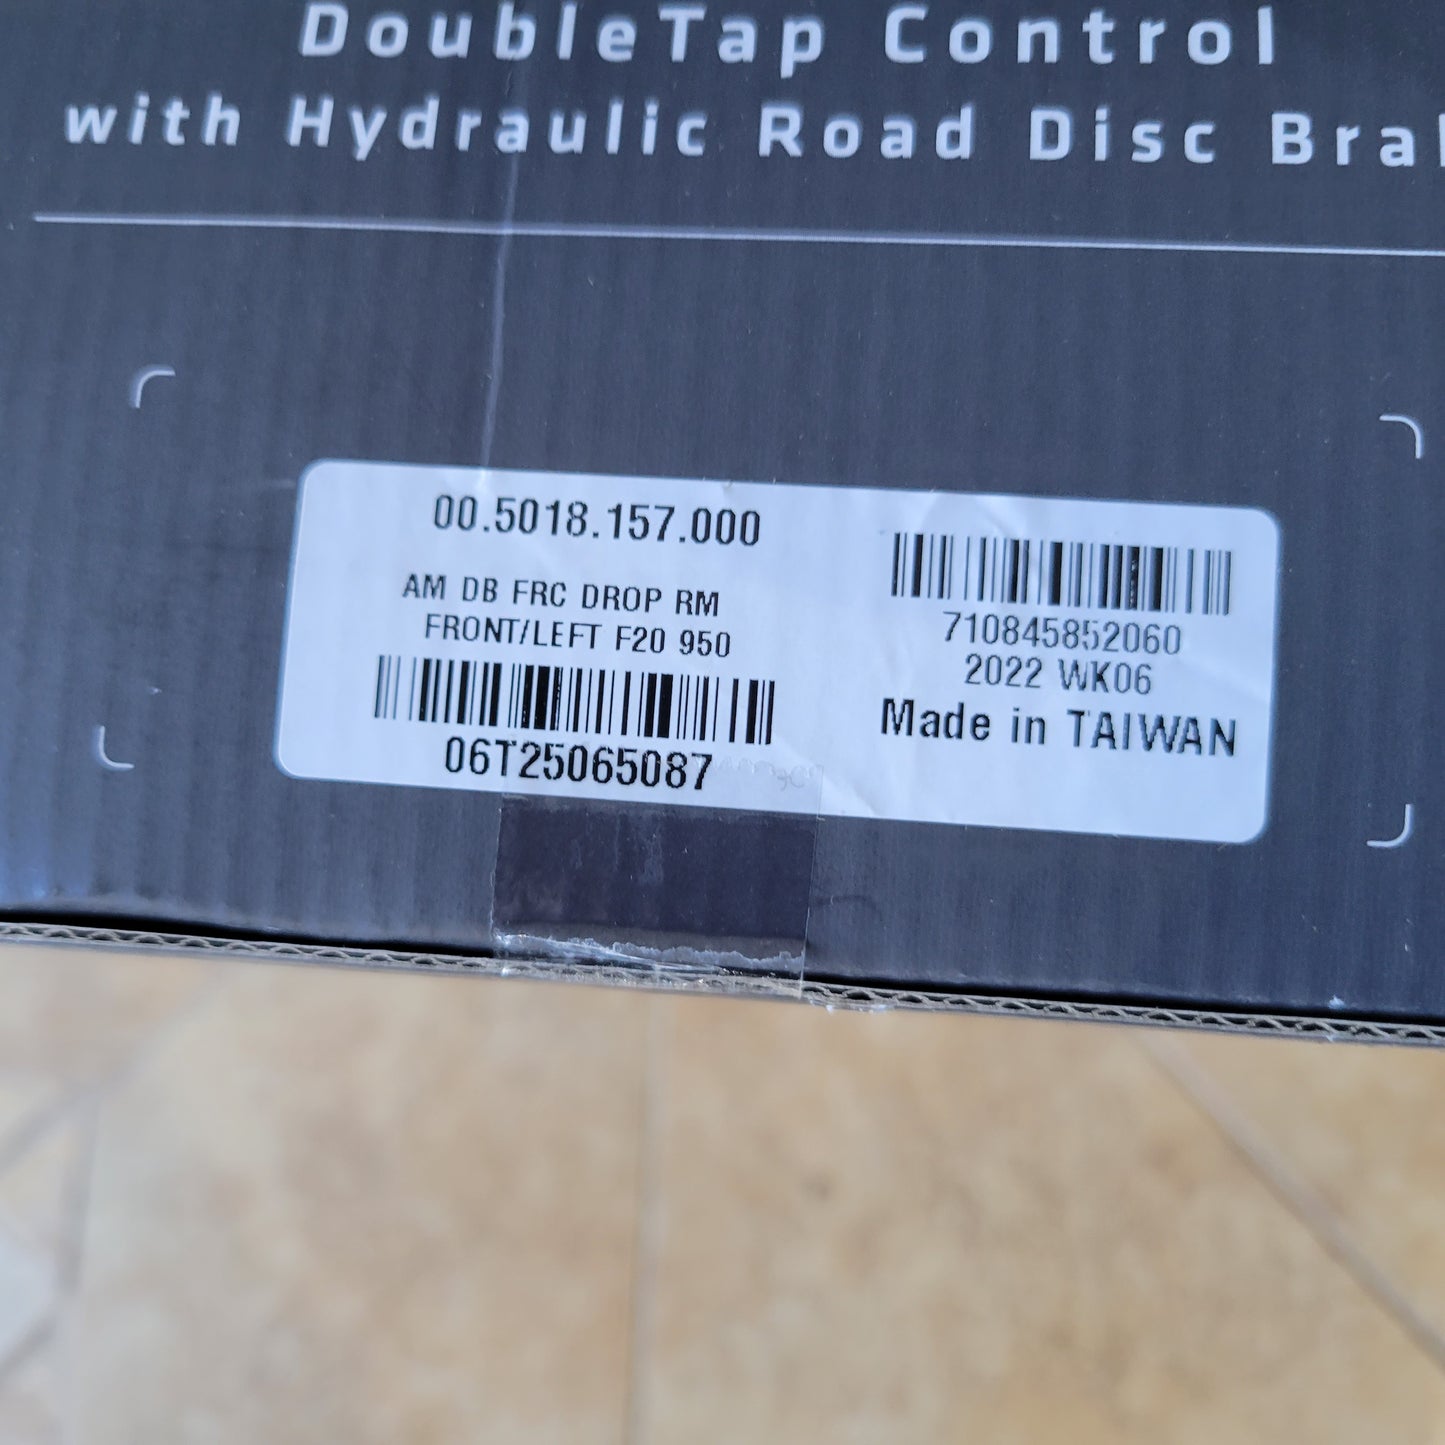 DoubleTap Control
with Hydraulic Road Disc
00.5018.157.000
AM DB FRC DROP RM
FRONT/LEFT F20 950
06T25065087
710845852060
2022 WK06
Made in TAIWAN